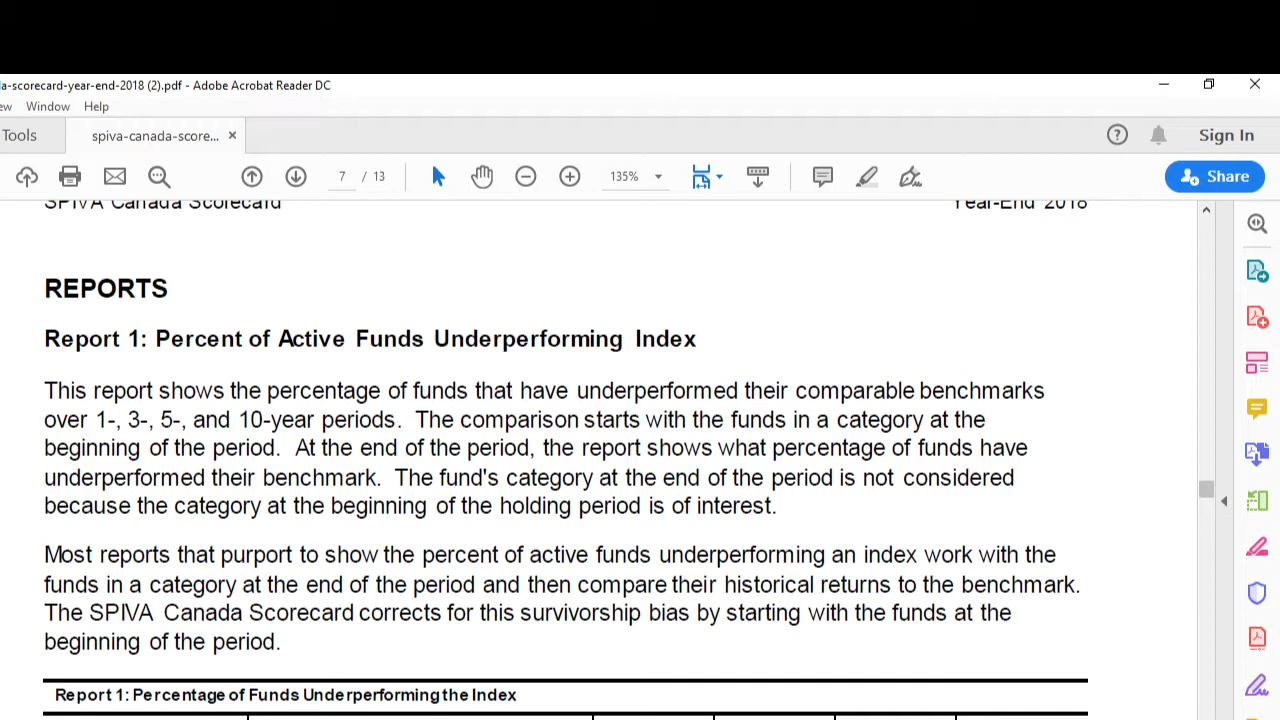 a-scorecard-year-end-2018 (2).pdf - Adobe Acrobat Reader DC
ew Window Help
Tools spiva-canada-score... × Sign In
7 / 13 135% Share
SPIVA Canada Scorecard Year-End 2018
REPORTS
Report 1: Percent of Active Funds Underperforming Index
This report shows the percentage of funds that have underperformed their comparable benchmarks
over 1-, 3-, 5-, and 10-year periods. The comparison starts with the funds in a category at the
beginning of the period. At the end of the period, the report shows what percentage of funds have
underperformed their benchmark. The fund's category at the end of the period is not considered
because the category at the beginning of the holding period is of interest.
Most reports that purport to show the percent of active funds underperforming an index work with the
funds in a category at the end of the period and then compare their historical returns to the benchmark.
The SPIVA Canada Scorecard corrects for this survivorship bias by starting with the funds at the
beginning of the period.
Report 1: Percentage of Funds Underperforming the Index